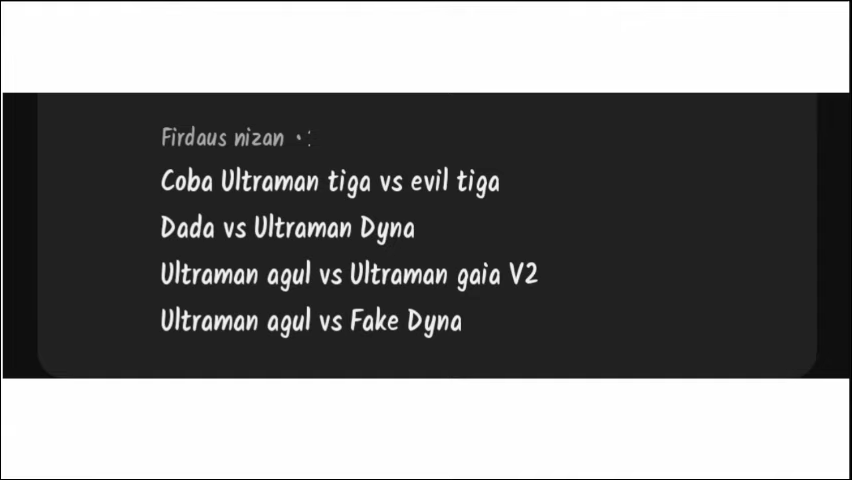 Firdaus nizan •:
Coba Ultraman tiga vs evil tiga
Dada vs Ultraman Dyna
Ultraman agul vs Ultraman gaia V2
Ultraman agul vs Fake Dyna